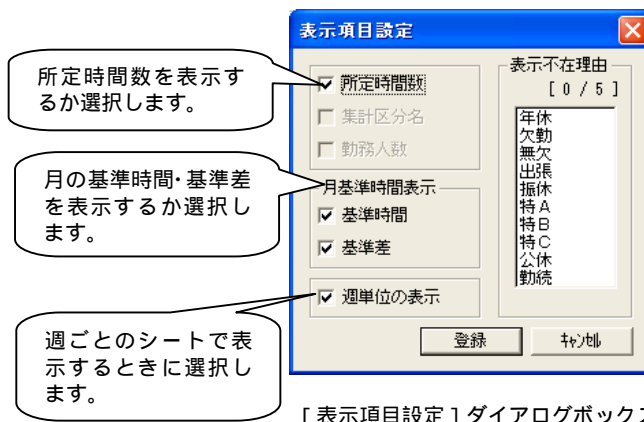 表示項目設定
所定時間数を表示す
るか選択します。
所定時間数
集計区分名
勤務人数
表示不在理由
[ 0 / 5 ]
年休
欠勤
無欠
出張
振休
特A
特B
特C
公休
勤続
月の基準時間・基準差
を表示するか選択し
ます。
月基準時間表示
基準時間
基準差
週単位の表示
週ごとのシートで表
示するときに選択し
ます。
登録
キャンセル
[ 表示項目設定 ] ダイアログボックス